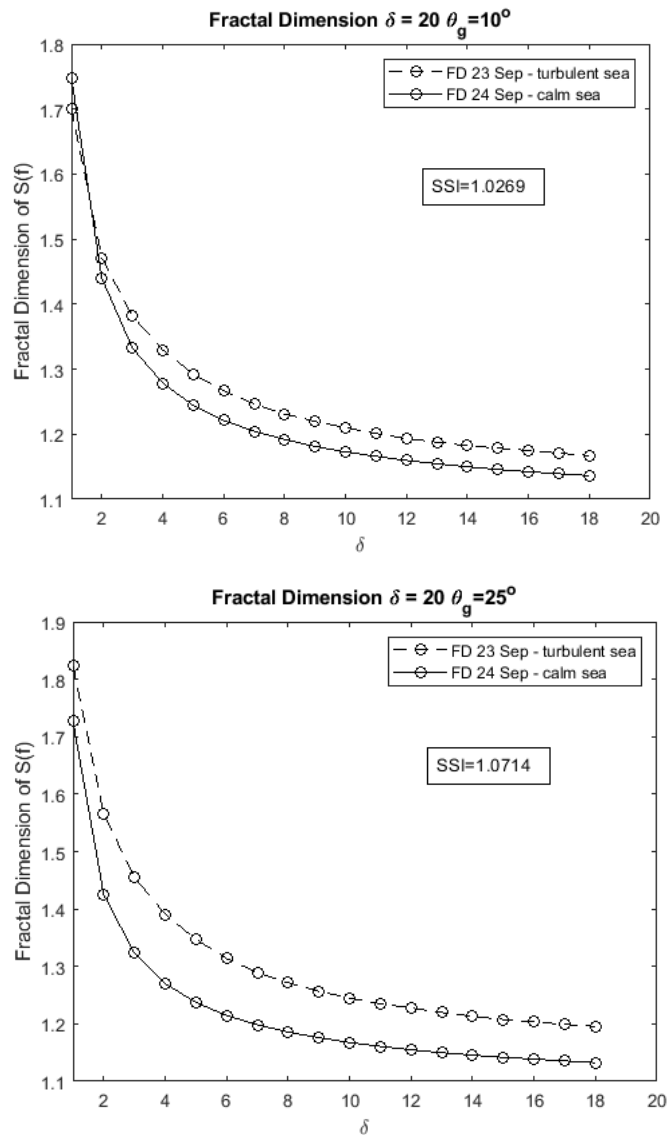 Fractal Dimension δ = 20 θg=10°
1.8
1.7
1.6
1.5
1.4
1.3
1.2
1.1
Fractal Dimension of S(f)
FD 23 Sep - turbulent sea
FD 24 Sep - calm sea
SSI=1.0269
2 4 6 8 10 12 14 16 18 20
δ
Fractal Dimension δ = 20 θg=25°
1.9
1.8
1.7
1.6
1.5
1.4
1.3
1.2
1.1
Fractal Dimension of S(f)
FD 23 Sep - turbulent sea
FD 24 Sep - calm sea
SSI=1.0714
2 4 6 8 10 12 14 16 18 20
δ